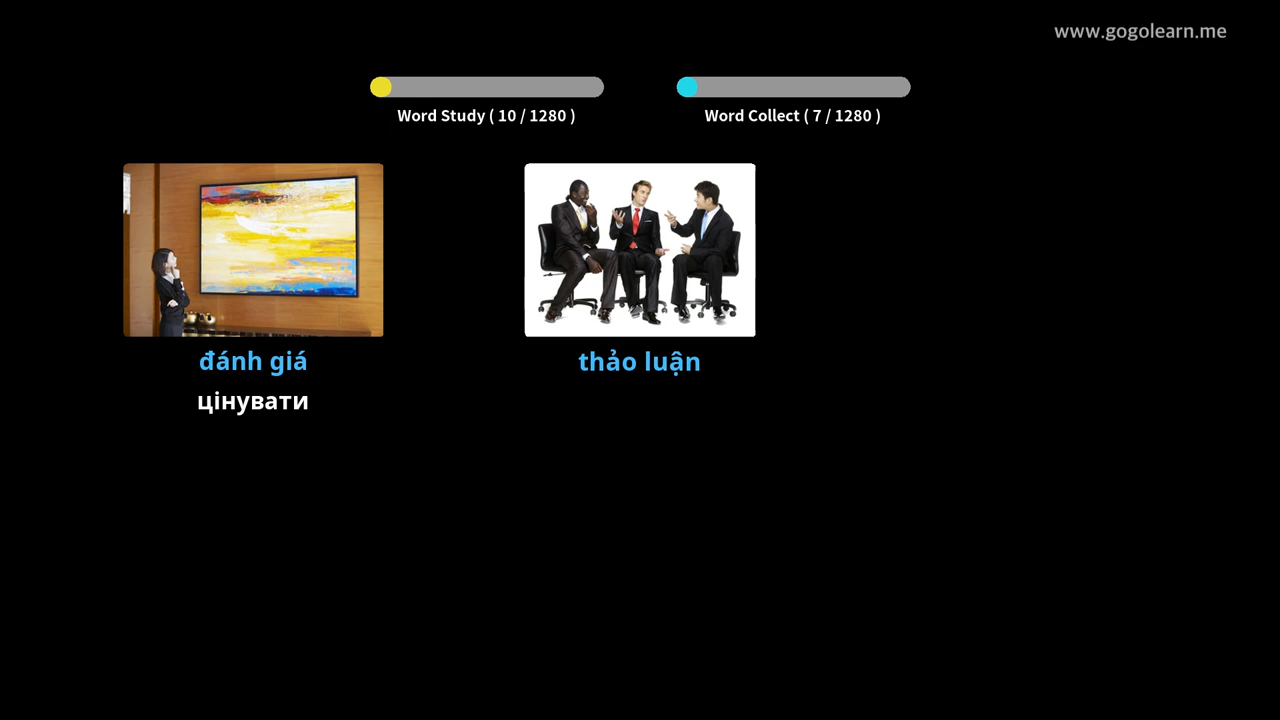 www.gogolearn.me
Word Study ( 10 / 1280 )
Word Collect ( 7 / 1280 )
đánh giá
цінувати
thảo luận